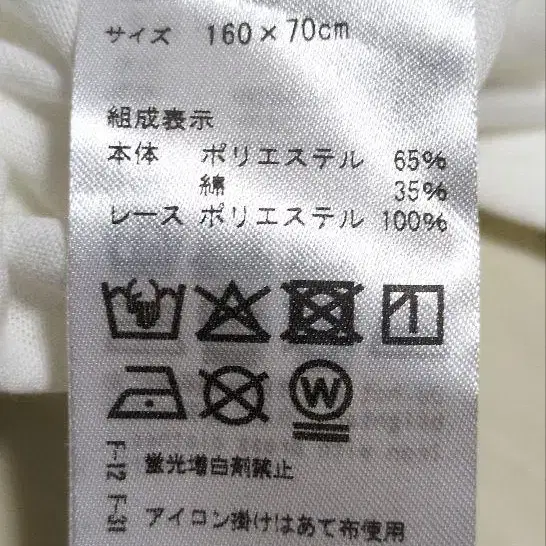 サイズ 160×70cm
組成表示
本体 ポリエステル 65%
綿 35%
レース ポリエステル 100%
W
F-12 蛍光増白剤禁止
F-31 アイロン掛けはあて布使用